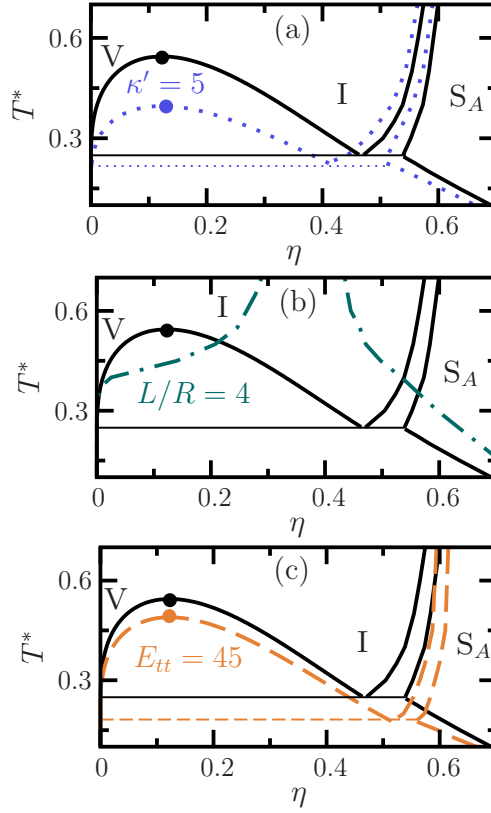 (a)
0.6
V
κ′ = 5
I
S_A
T*
0.3
0 0.2 0.4 0.6
η
(b)
0.6
I
V
S_A
T*
L/R = 4
0.3
0 0.2 0.4 0.6
η
(c)
0.6
V
I
S_A
T*
E_tt = 45
0.3
0 0.2 0.4 0.6
η